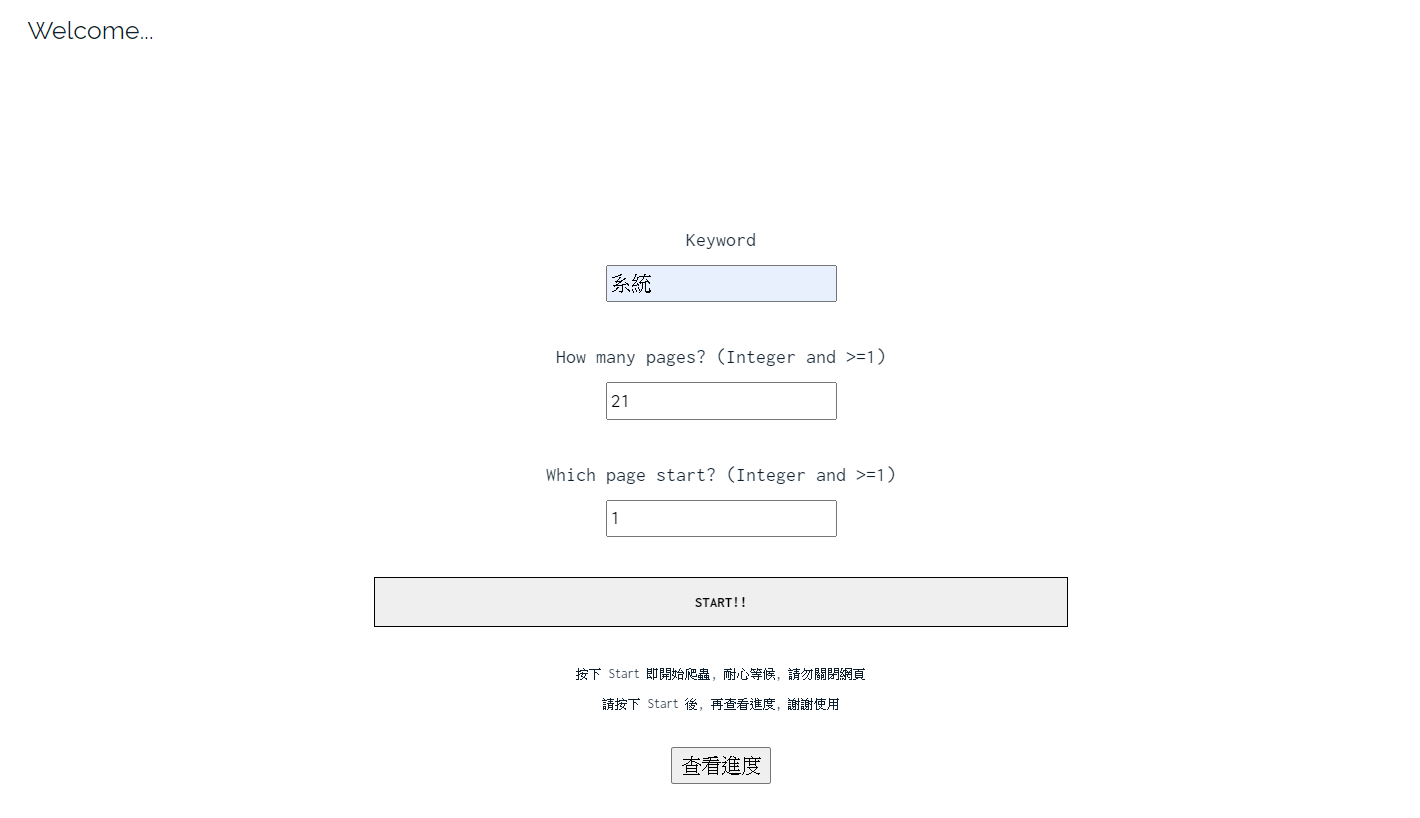 Welcome...
Keyword
系統
How many pages? (Integer and >=1)
21
Which page start? (Integer and >=1)
1
START!!
按下 Start 即開始爬蟲, 耐心等候, 請勿關閉網頁
請按下 Start 後, 再查看進度, 謝謝使用
查看進度